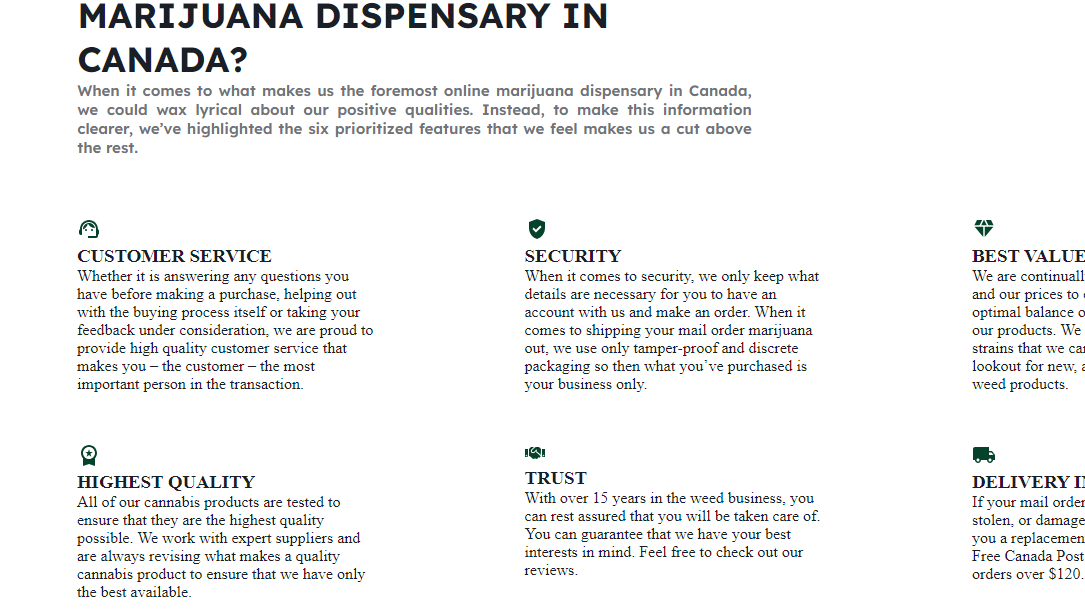 MARIJUANA DISPENSARY IN
CANADA?
When it comes to what makes us the foremost online marijuana dispensary in Canada,
we could wax lyrical about our positive qualities. Instead, to make this information
clearer, we've highlighted the six prioritized features that we feel makes us a cut above
the rest.
CUSTOMER SERVICE
Whether it is answering any questions you
have before making a purchase, helping out
with the buying process itself or taking your
feedback under consideration, we are proud to
provide high quality customer service that
makes you – the customer – the most
important person in the transaction.
SECURITY
When it comes to security, we only keep what
details are necessary for you to have an
account with us and make an order. When it
comes to shipping your mail order marijuana
out, we use only tamper-proof and discrete
packaging so then what you've purchased is
your business only.
BEST VALUE
We are continuall
and our prices to
optimal balance o
our products. We
strains that we ca
lookout for new, a
weed products.
HIGHEST QUALITY
All of our cannabis products are tested to
ensure that they are the highest quality
possible. We work with expert suppliers and
are always revising what makes a quality
cannabis product to ensure that we have only
the best available.
TRUST
With over 15 years in the weed business, you
can rest assured that you will be taken care of.
You can guarantee that we have your best
interests in mind. Feel free to check out our
reviews.
DELIVERY I
If your mail order
stolen, or damage
you a replacemen
Free Canada Post
orders over $120.